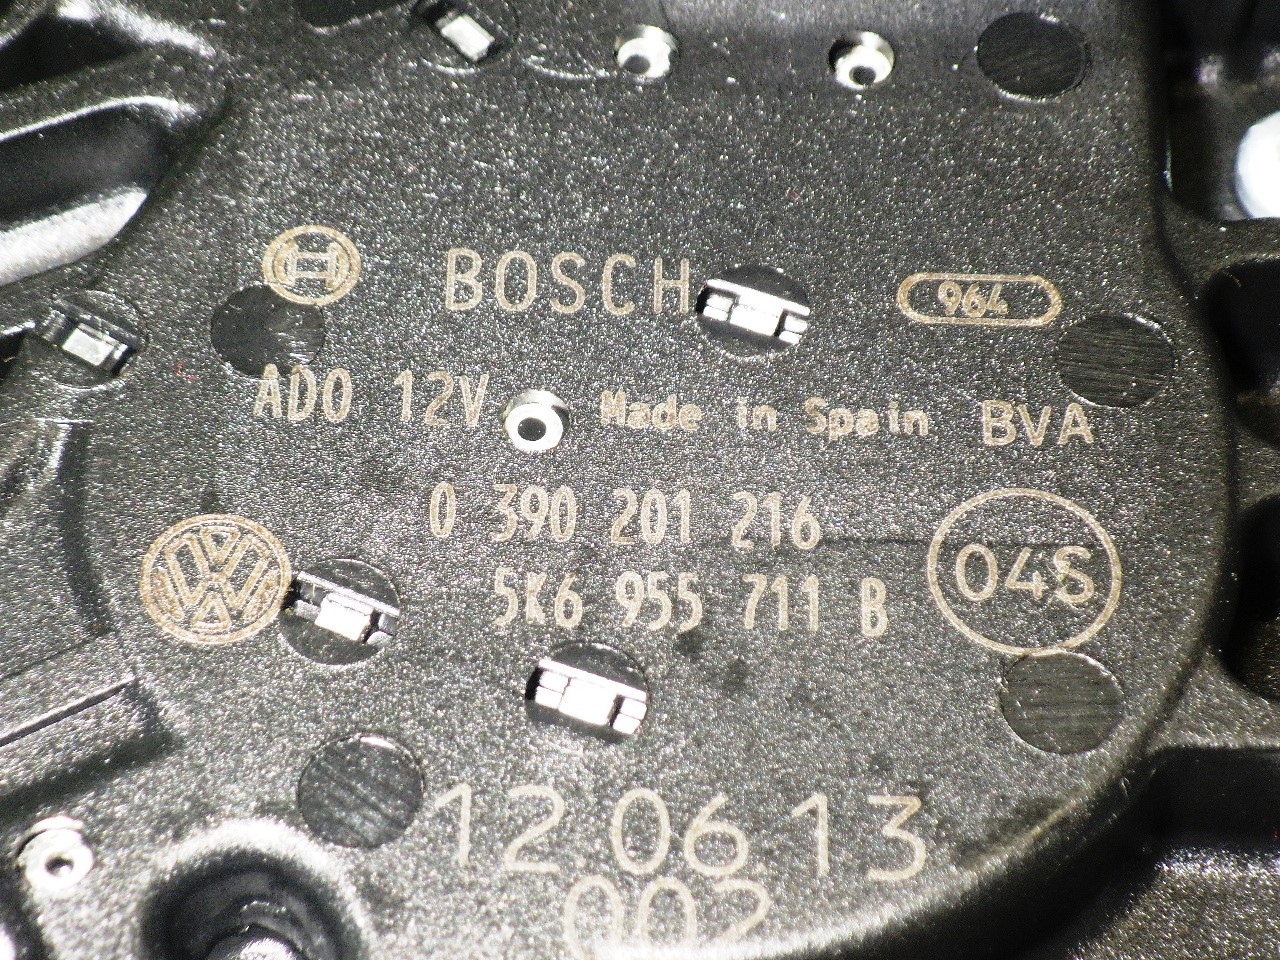 BOSCH
964
ADO 12V Made in Spain BVA
0 390 201 216
04S
5K6 955 711 B
12.06.13
002